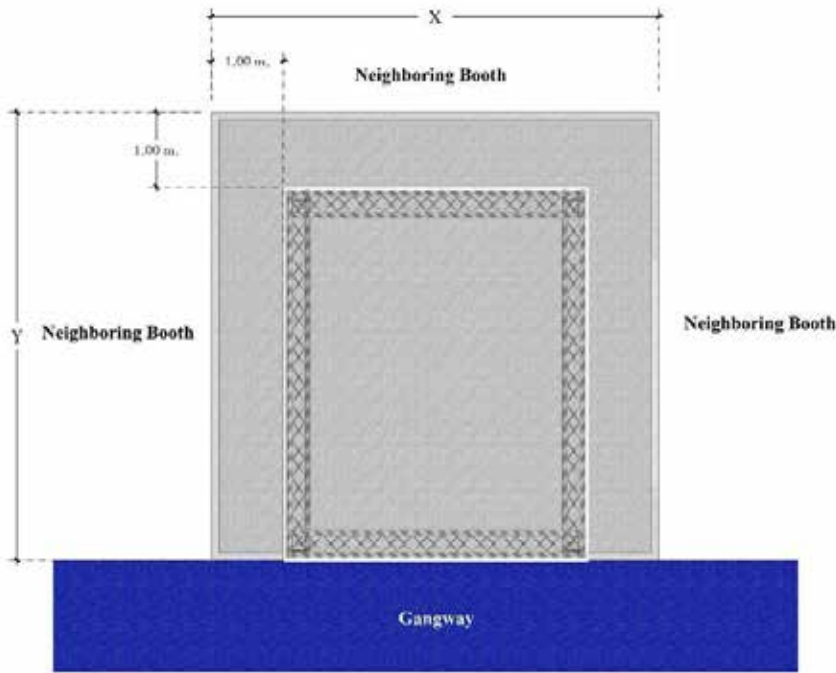 X
1,00 m.
Neighboring Booth
1,00 m.
Y
Neighboring Booth
Neighboring Booth
Gangway